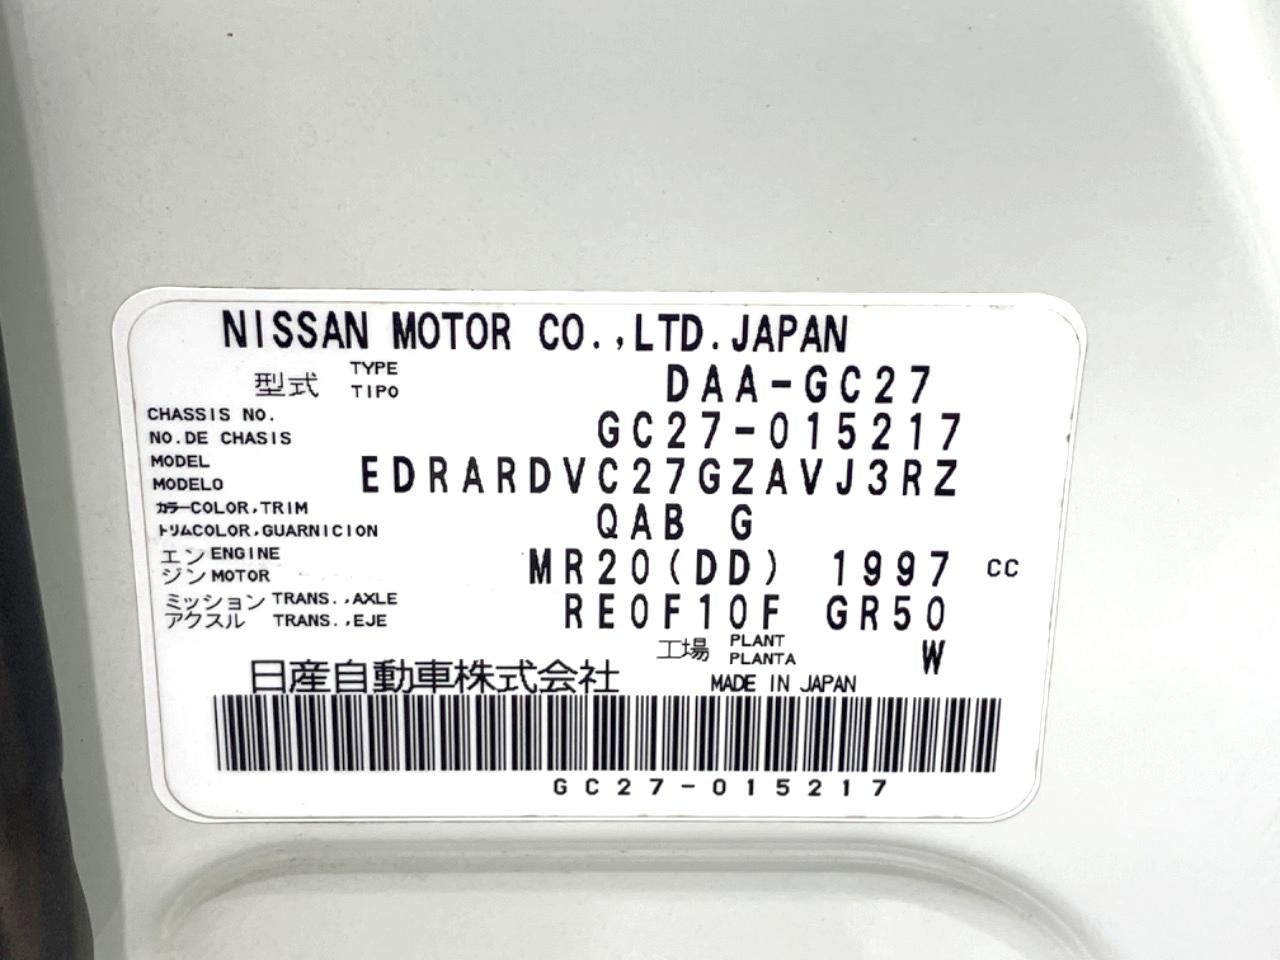 NISSAN MOTOR CO.,LTD.JAPAN
型式 TYPE TIPO DAA-GC27
CHASSIS NO.
NO.DE CHASIS GC27-015217
MODEL
MODELO EDRARDVC27GZAVJ3RZ
カラーCOLOR,TRIM
トリムCOLOR,GUARNICION QAB G
エン ENGINE
ジン MOTOR MR20(DD) 1997 CC
ミッション TRANS.,AXLE
アクスル TRANS.,EJE RE0F10F GR50
工場 PLANT PLANTA W
日産自動車株式会社 MADE IN JAPAN
GC27-015217